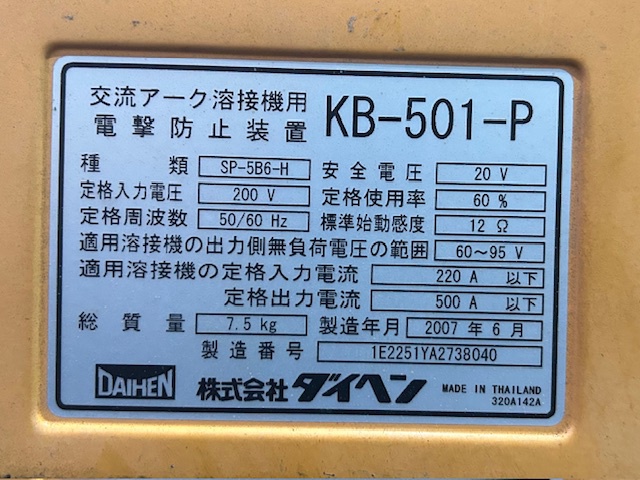 交流アーク溶接機用
電撃防止装置 KB-501-P
種類 SP-5B6-H 安全電圧 20 V
定格入力電圧 200 V 定格使用率 60 %
定格周波数 50/60 Hz 標準始動感度 12 Ω
適用溶接機の出力側無負荷電圧の範囲 60～95 V
適用溶接機の定格入力電流 220 A 以下
定格出力電流 500 A 以下
総質量 7.5 kg 製造年月 2007 年 6 月
製造番号 1E2251YA2738040
DAIHEN 株式会社 ダイヘン MADE IN THAILAND
320A142A